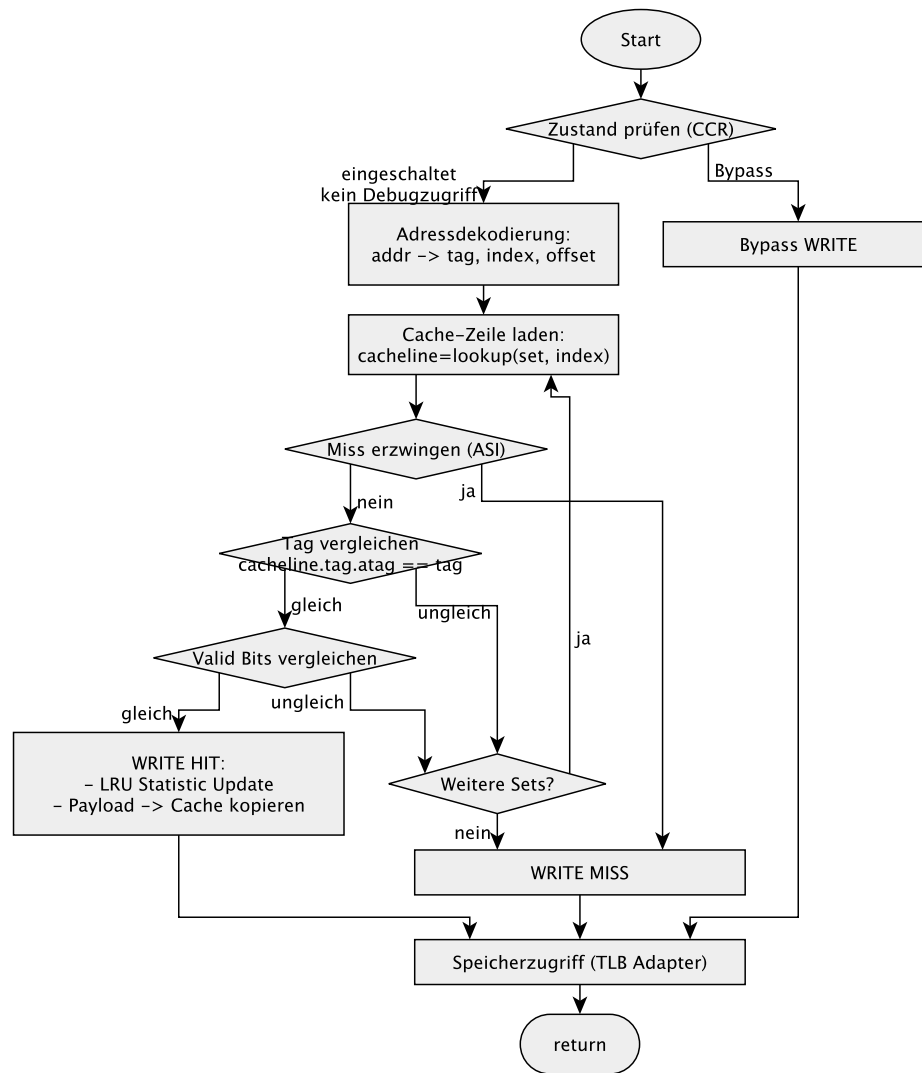 Start
Zustand prüfen (CCR)
eingeschaltet
kein Debugzugriff
Bypass
Adressdekodierung:
addr -> tag, index, offset
Bypass WRITE
Cache-Zeile laden:
cacheline=lookup(set, index)
Miss erzwingen (ASI)
nein
ja
Tag vergleichen
cacheline.tag.atag == tag
gleich
ungleich
ja
Valid Bits vergleichen
gleich
ungleich
WRITE HIT:
- LRU Statistic Update
- Payload -> Cache kopieren
Weitere Sets?
nein
WRITE MISS
Speicherzugriff (TLB Adapter)
return